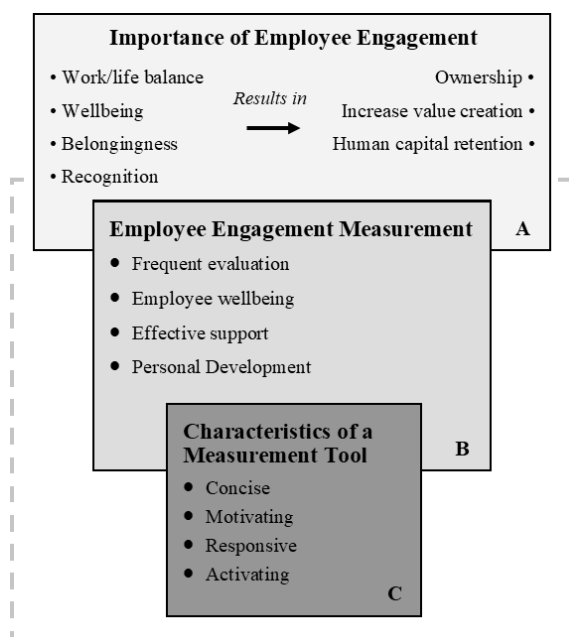 Importance of Employee Engagement
• Work/life balance
• Wellbeing
• Belongingness
• Recognition
Results in
Ownership •
Increase value creation •
Human capital retention •
A
Employee Engagement Measurement
● Frequent evaluation
● Employee wellbeing
● Effective support
● Personal Development
B
Characteristics of a
Measurement Tool
● Concise
● Motivating
● Responsive
● Activating
C